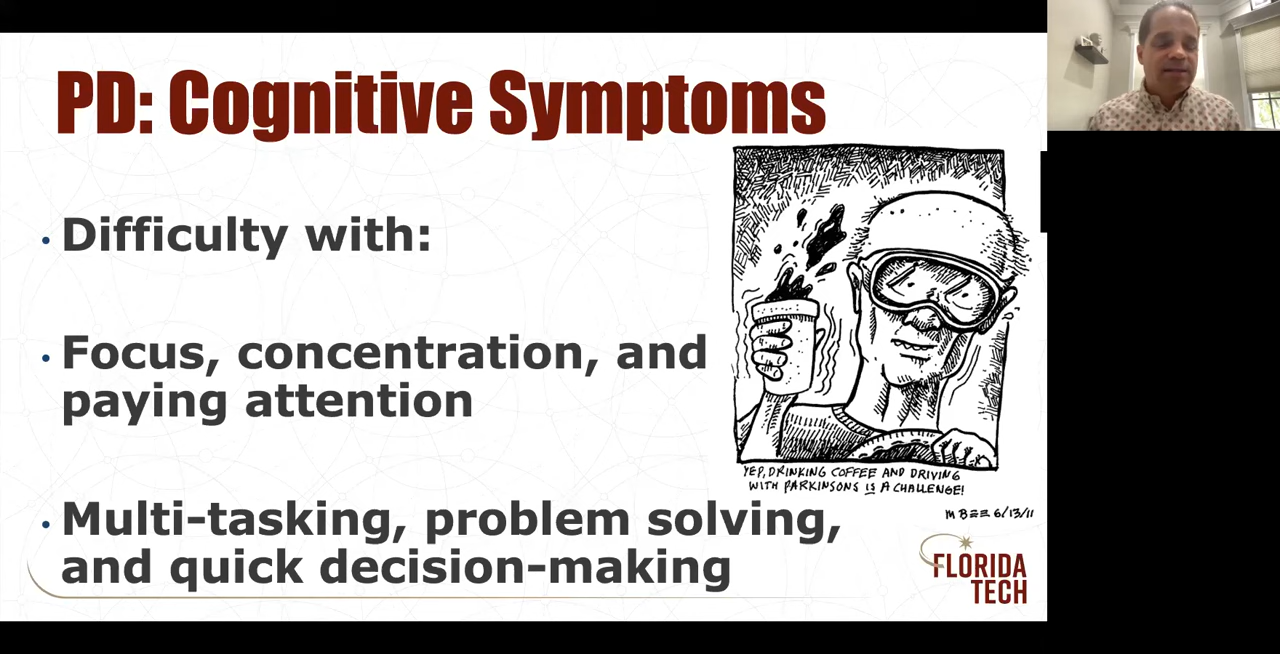 PD: Cognitive Symptoms
• Difficulty with:
• Focus, concentration, and
paying attention
• Multi-tasking, problem solving,
and quick decision-making
YEP, DRINKING COFFEE AND DRIVING
WITH PARKINSONS IS A CHALLENGE!
M BEE 6/13/11
FLORIDA
TECH